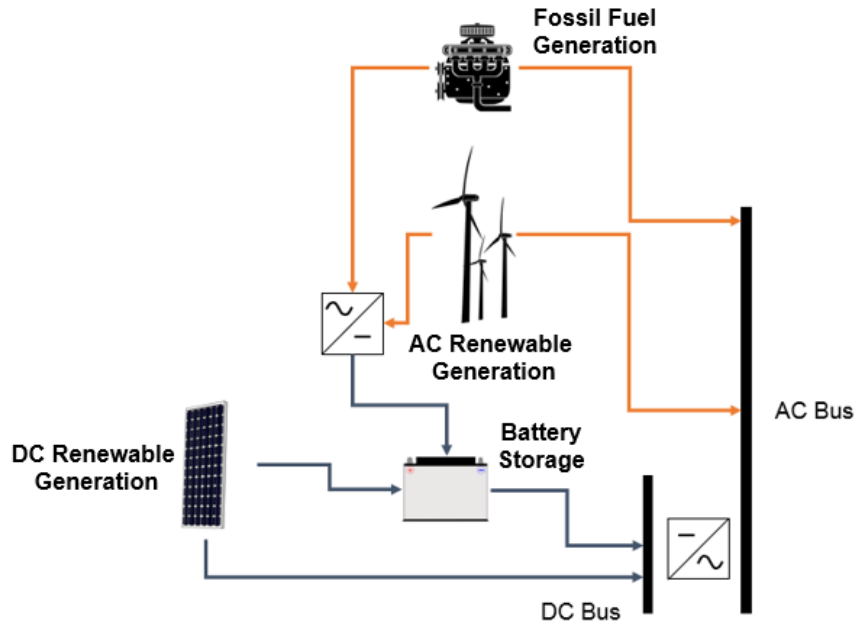 Fossil Fuel
Generation
AC Renewable
Generation
AC Bus
DC Renewable
Generation
Battery
Storage
DC Bus